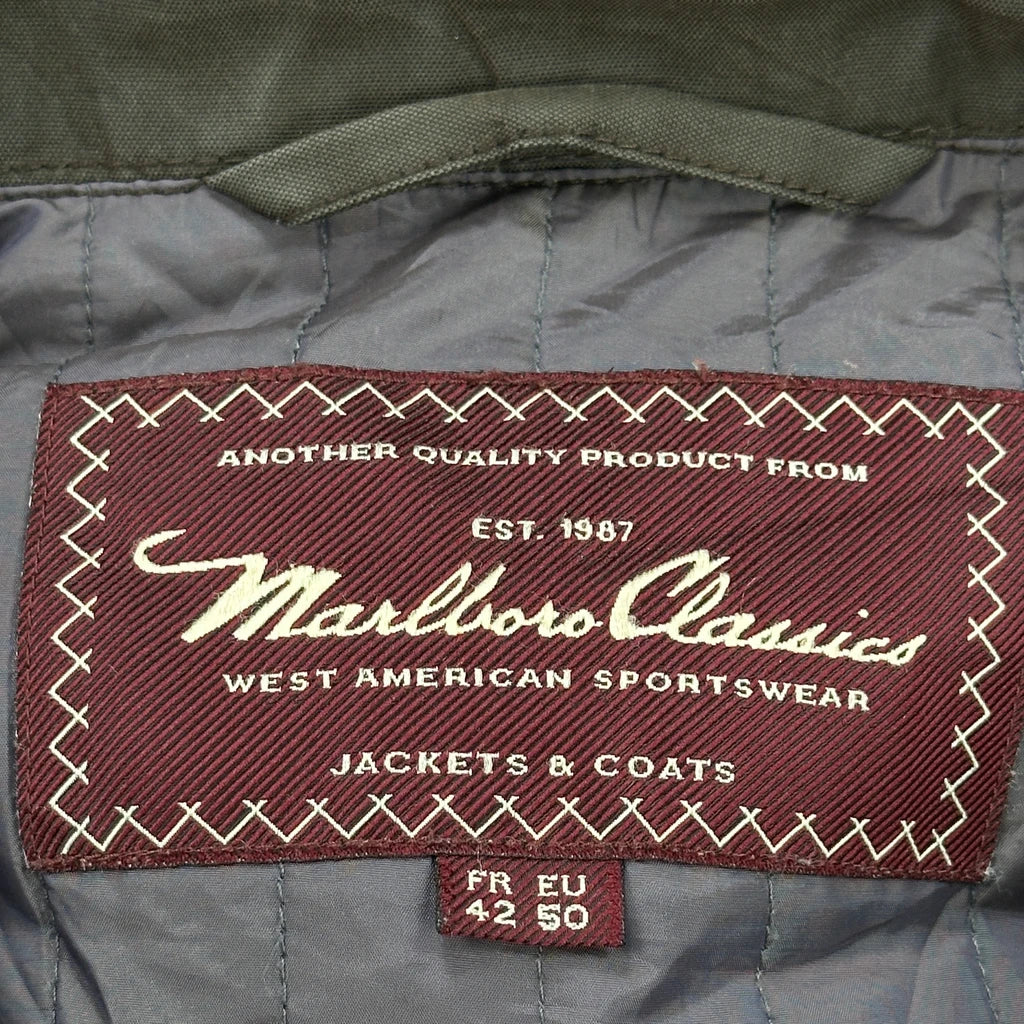 ANOTHER QUALITY PRODUCT FROM
EST. 1987
Marlboro Classics
WEST AMERICAN SPORTSWEAR
JACKETS & COATS
FR EU
42 50